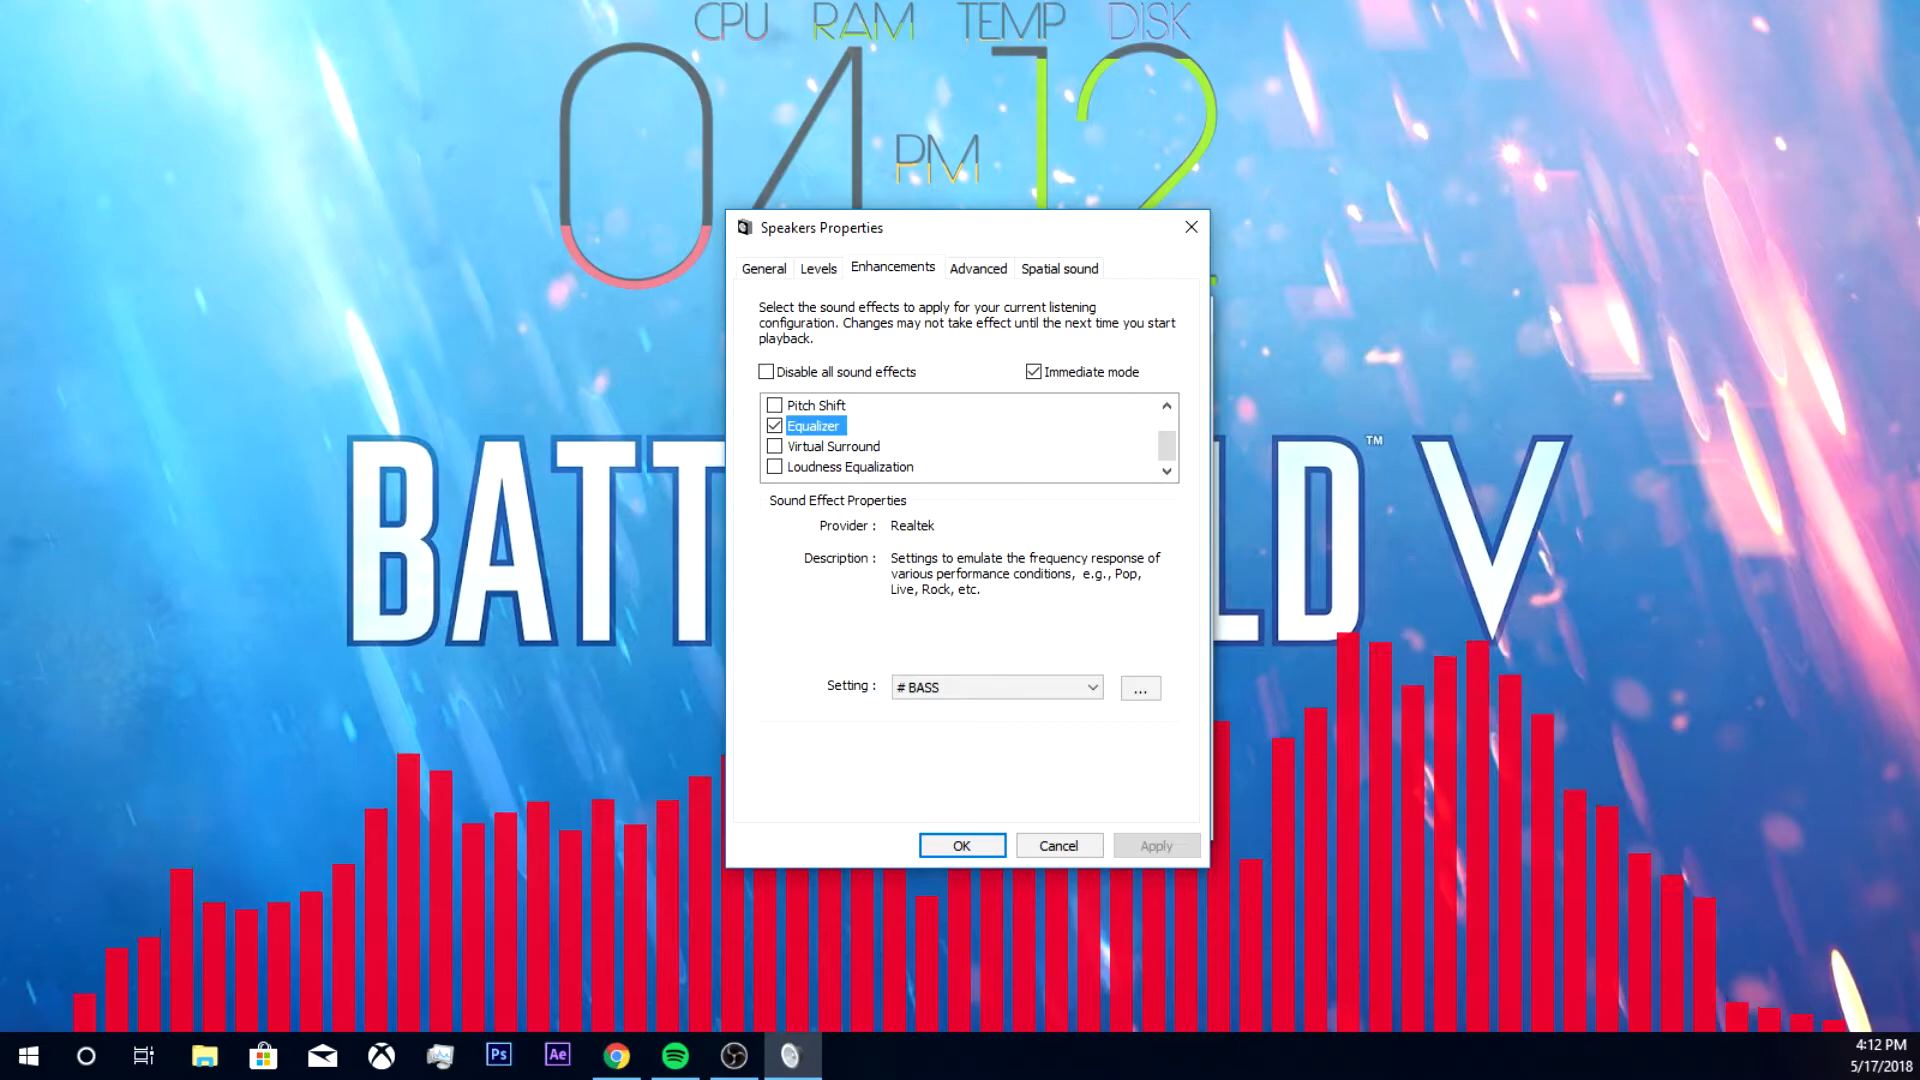 CPU RAM TEMP DISK
04 PM 12
Speakers Properties
General Levels Enhancements Advanced Spatial sound
Select the sound effects to apply for your current listening
configuration. Changes may not take effect until the next time you start
playback.
Disable all sound effects Immediate mode
Pitch Shift
Equalizer
Virtual Surround
Loudness Equalization
Sound Effect Properties
Provider : Realtek
Description : Settings to emulate the frequency response of
various performance conditions, e.g., Pop,
Live, Rock, etc.
Setting : # BASS ...
OK Cancel Apply
BATT LD V™
Ps Ae
4:12 PM
5/17/2018